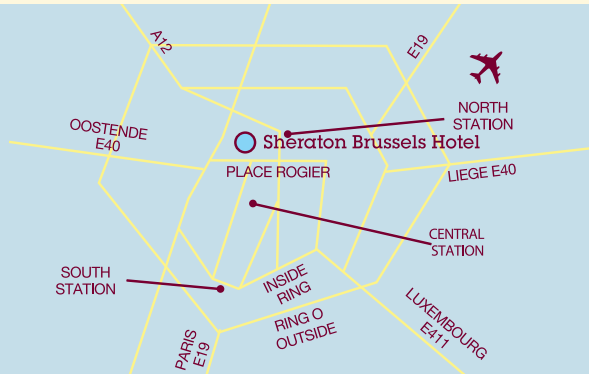 A12
E19
NORTH
STATION
OOSTENDE
E40
Sheraton Brussels Hotel
PLACE ROGIER
LIEGE E40
CENTRAL
STATION
SOUTH
STATION
INSIDE
RING
RING O
OUTSIDE
LUXEMBOURG
E411
PARIS
E19